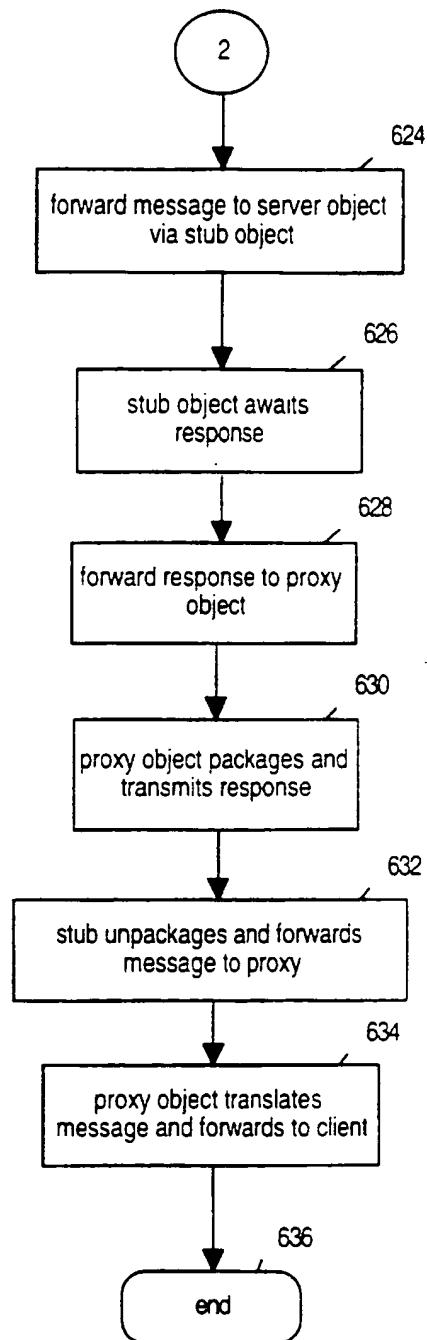 2
624
forward message to server object
via stub object
626
stub object awaits
response
628
forward response to proxy
object
630
proxy object packages and
transmits response
632
stub unpackages and forwards
message to proxy
634
proxy object translates
message and forwards to client
636
end